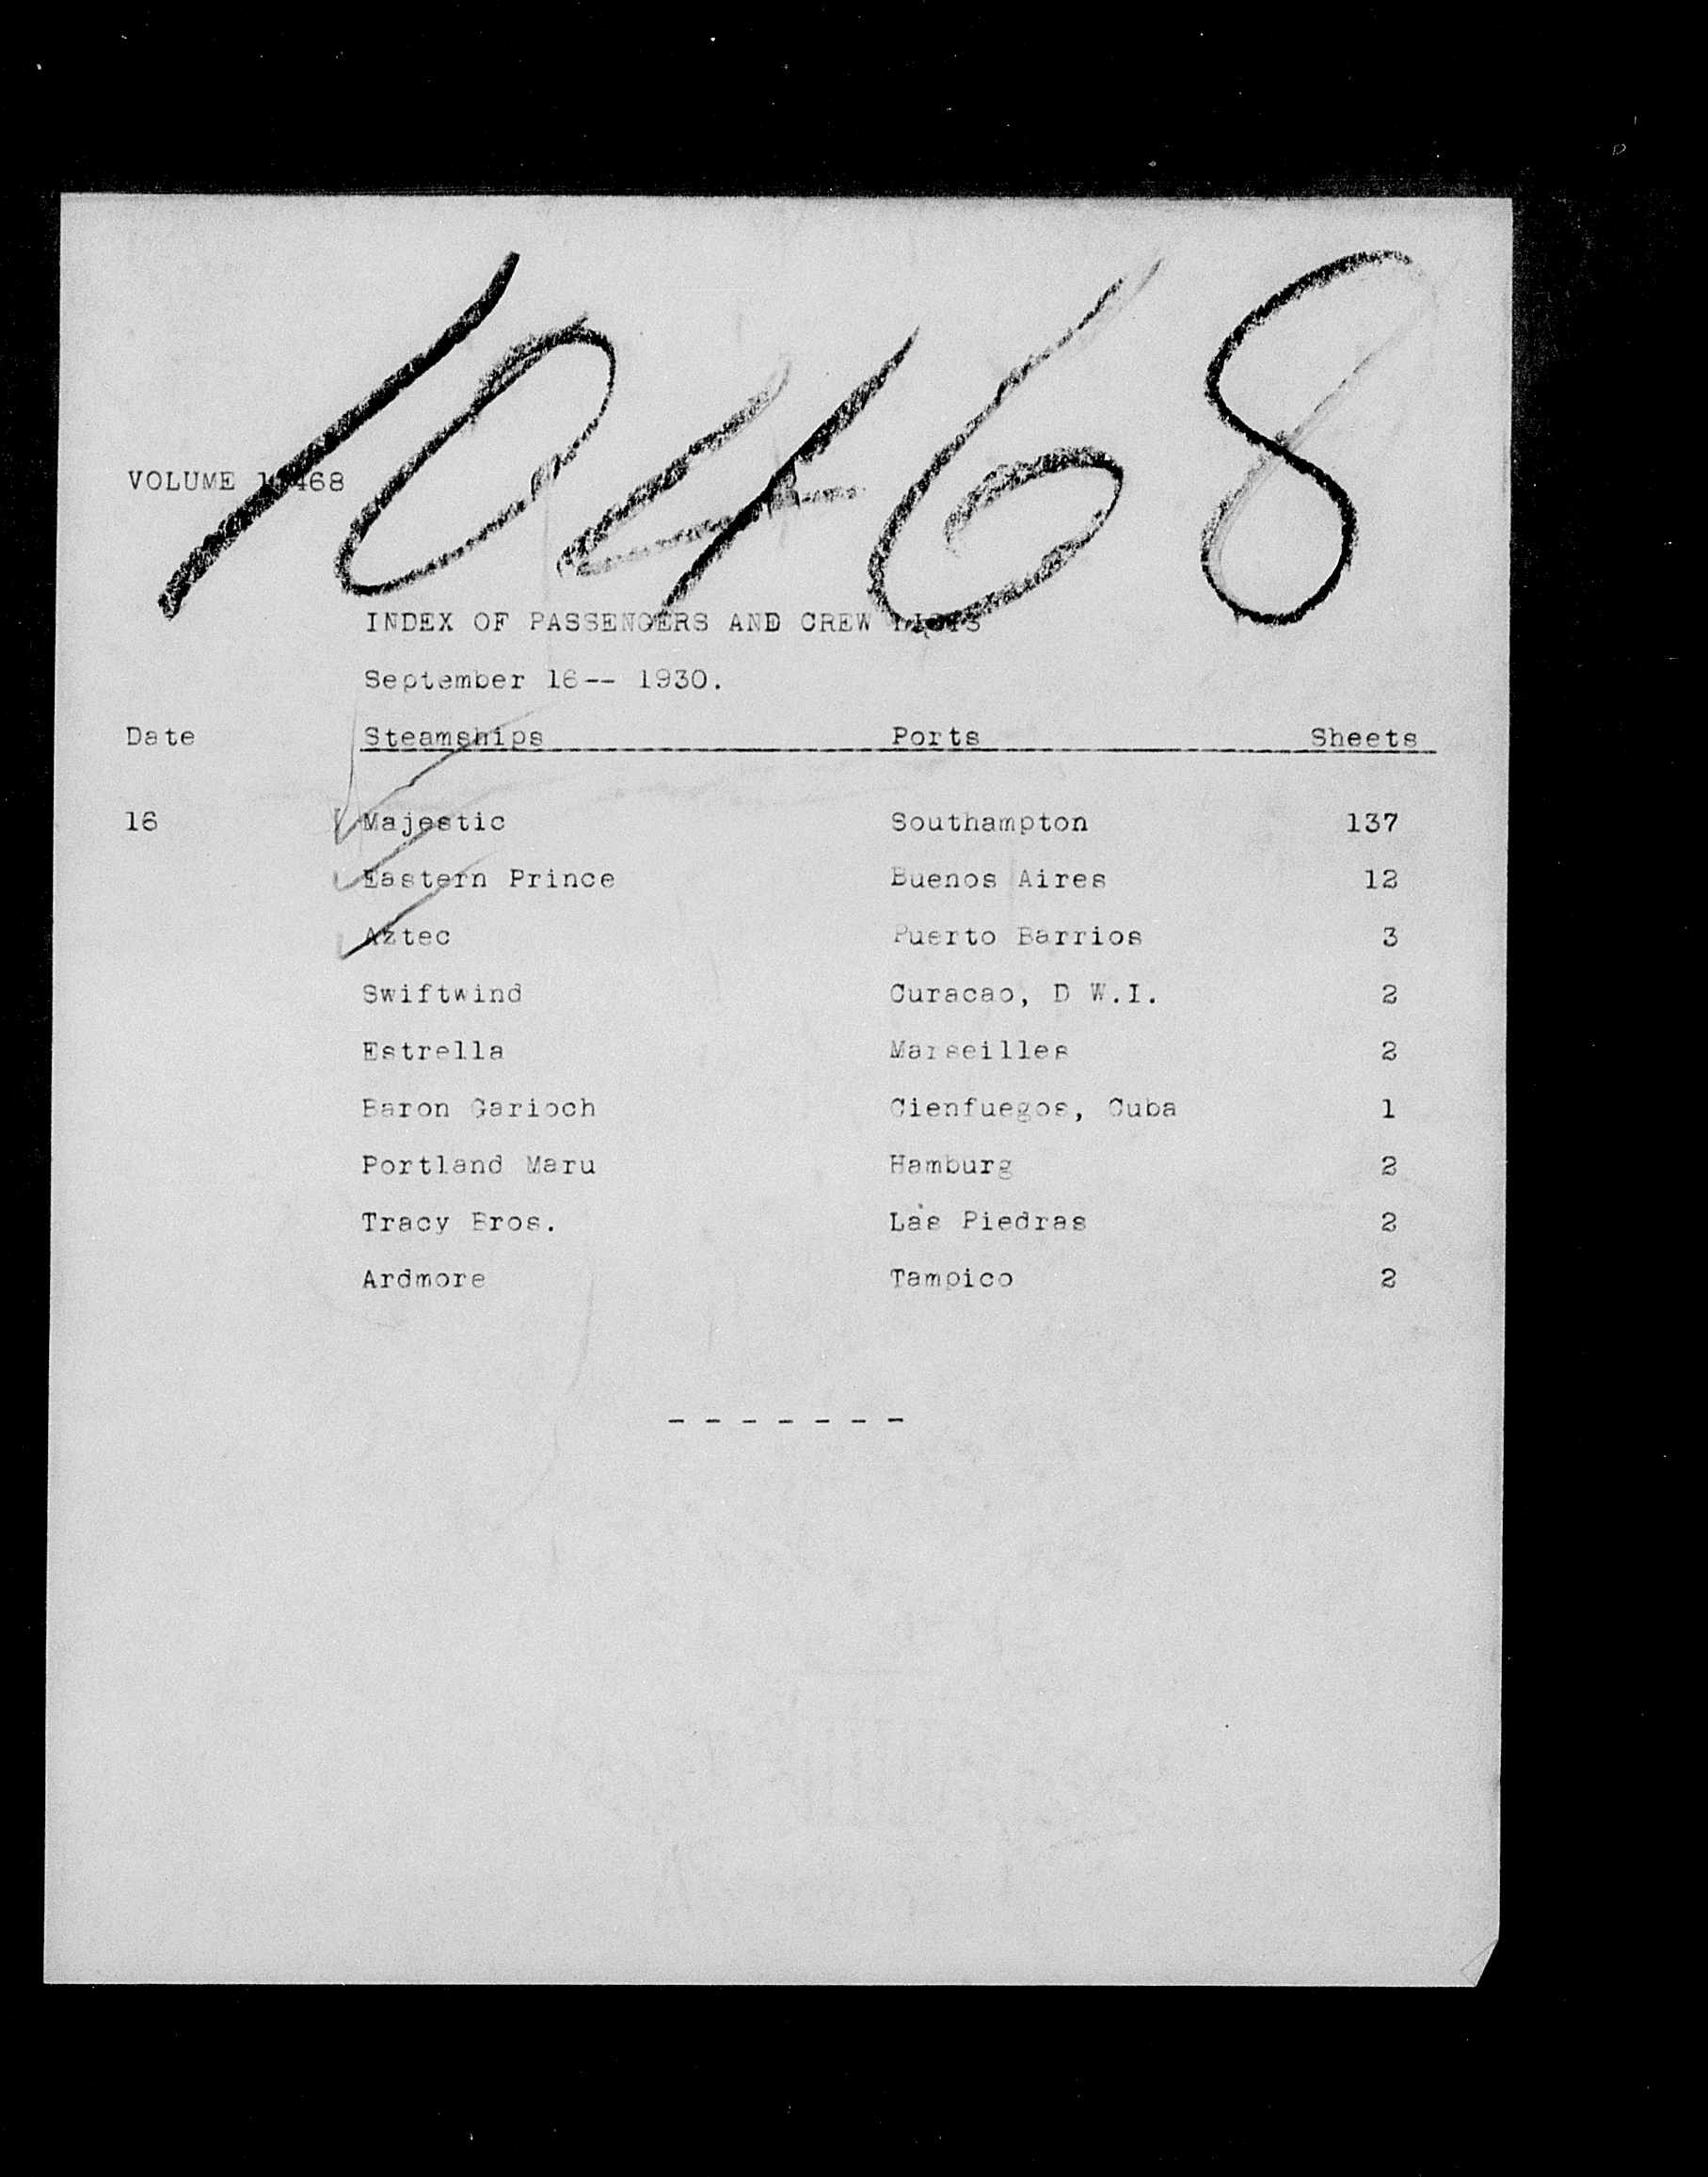 10468
VOLUME 10468
INDEX OF PASSENGERS AND CREW LISTS
September 16-- 1930.
Date Steamships Ports Sheets
16 Majestic Southampton 137
Eastern Prince Buenos Aires 12
Aztec Puerto Barrios 3
Swiftwind Curacao, D W.I. 2
Estrella Marseilles 2
Baron Garioch Cienfuegos, Cuba 1
Portland Maru Hamburg 2
Tracy Bros. Las Piedras 2
Ardmore Tampico 2
- - - - - - -